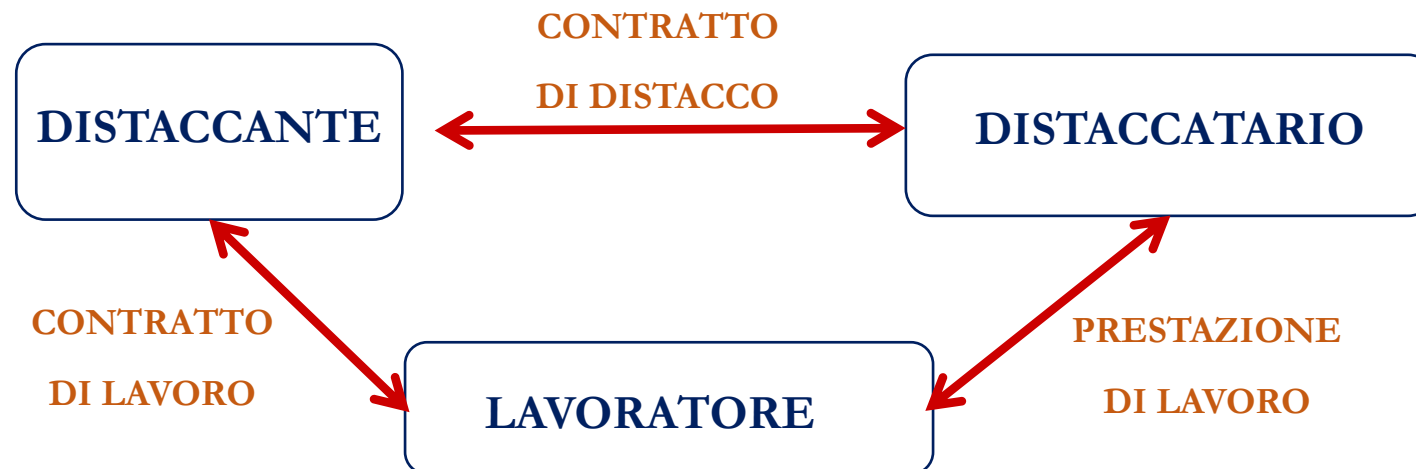 CONTRATTO
DI DISTACCO
DISTACCANTE
DISTACCATARIO
CONTRATTO
DI LAVORO
PRESTAZIONE
DI LAVORO
LAVORATORE